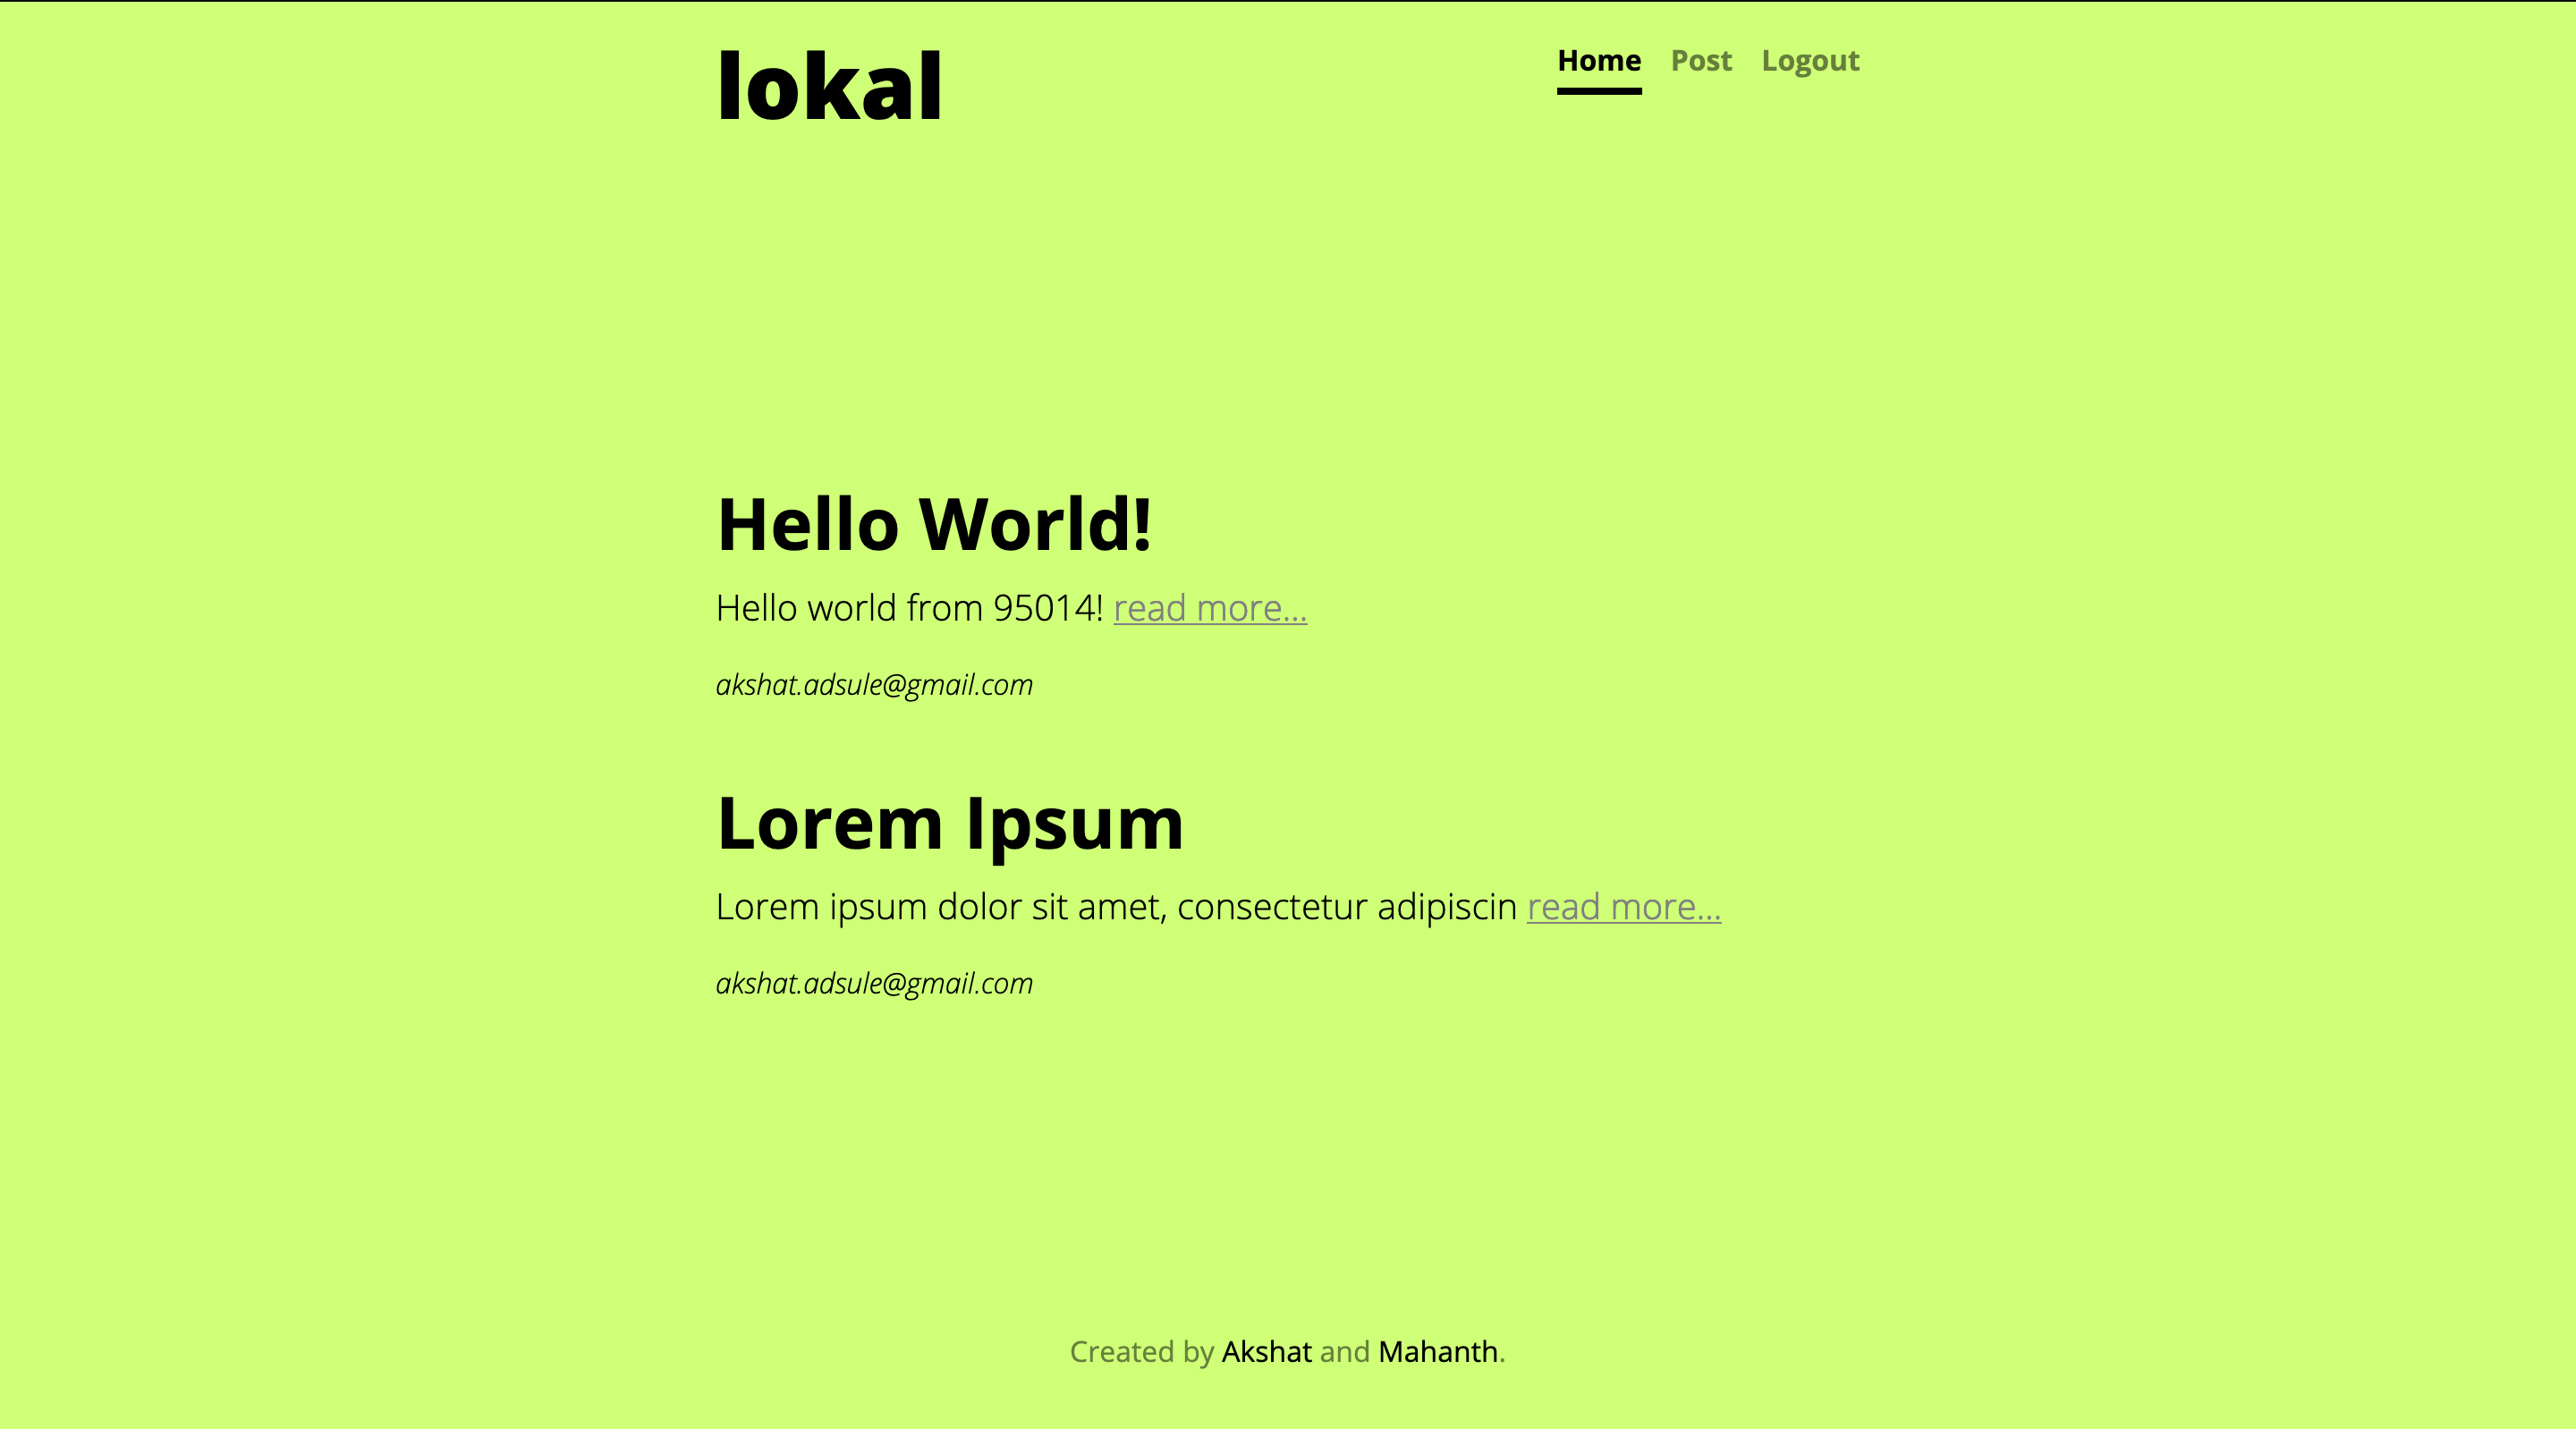 lokal
Home Post Logout
Hello World!
Hello world from 95014! read more...
akshat.adsule@gmail.com
Lorem Ipsum
Lorem ipsum dolor sit amet, consectetur adipiscin read more...
akshat.adsule@gmail.com
Created by Akshat and Mahanth.